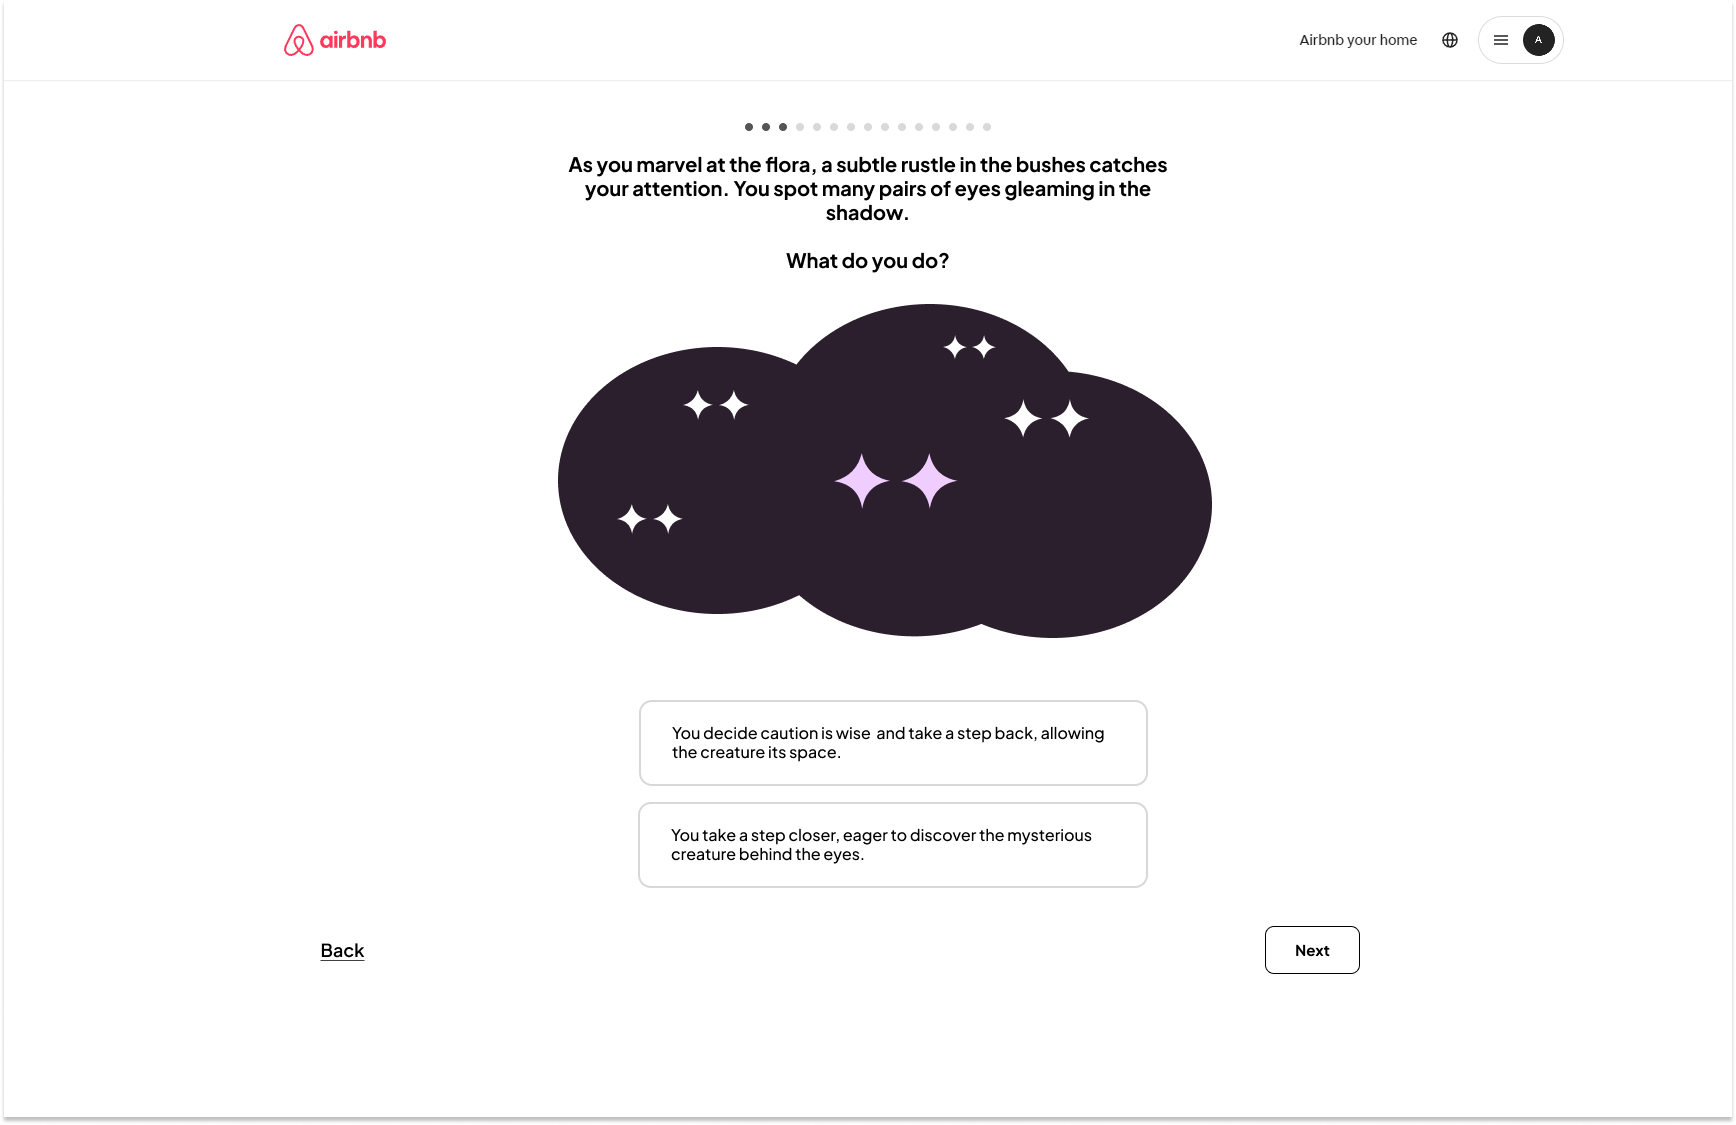 airbnb
Airbnb your home
A
As you marvel at the flora, a subtle rustle in the bushes catches
your attention. You spot many pairs of eyes gleaming in the
shadow.
What do you do?
You decide caution is wise  and take a step back, allowing
the creature its space.
You take a step closer, eager to discover the mysterious
creature behind the eyes.
Back
Next